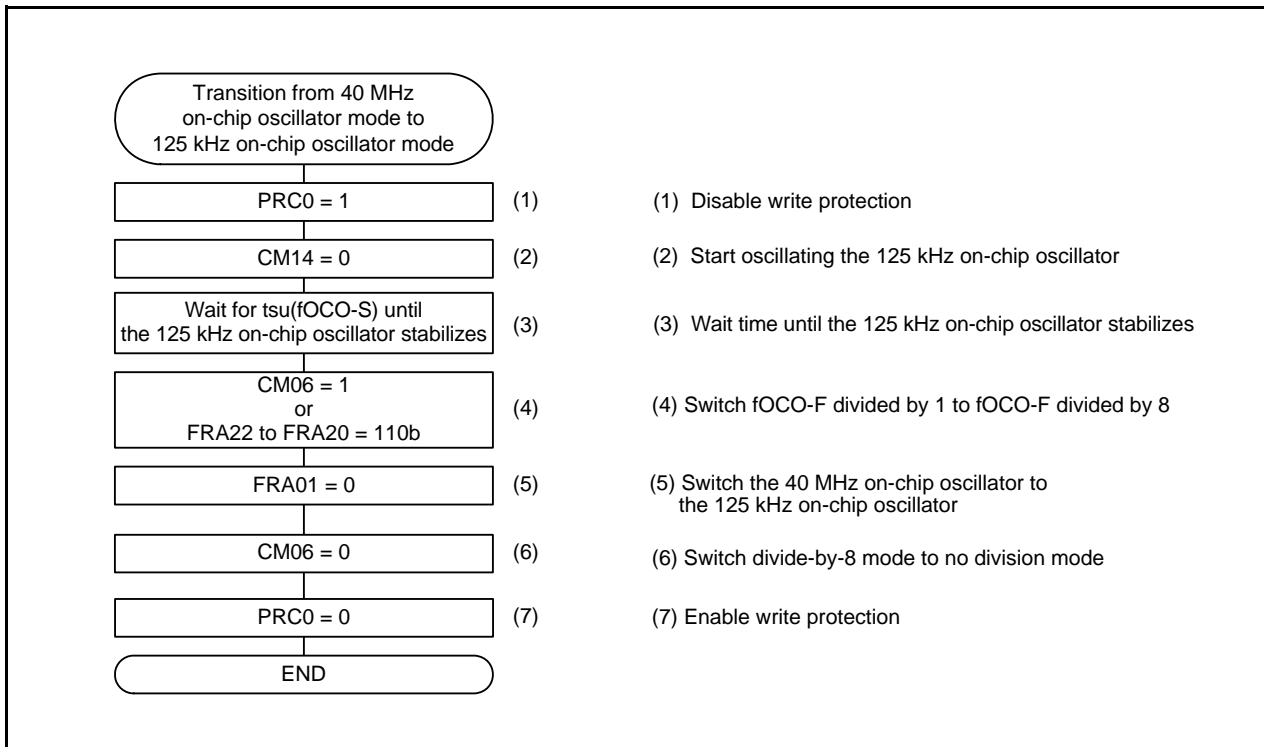 Transition from 40 MHz
on-chip oscillator mode to
125 kHz on-chip oscillator mode
PRC0 = 1
(1)
(1) Disable write protection
CM14 = 0
(2)
(2) Start oscillating the 125 kHz on-chip oscillator
Wait for tsu(fOCO-S) until
the 125 kHz on-chip oscillator stabilizes
(3)
(3) Wait time until the 125 kHz on-chip oscillator stabilizes
CM06 = 1
or
FRA22 to FRA20 = 110b
(4)
(4) Switch fOCO-F divided by 1 to fOCO-F divided by 8
FRA01 = 0
(5)
(5) Switch the 40 MHz on-chip oscillator to
the 125 kHz on-chip oscillator
CM06 = 0
(6)
(6) Switch divide-by-8 mode to no division mode
PRC0 = 0
(7)
(7) Enable write protection
END